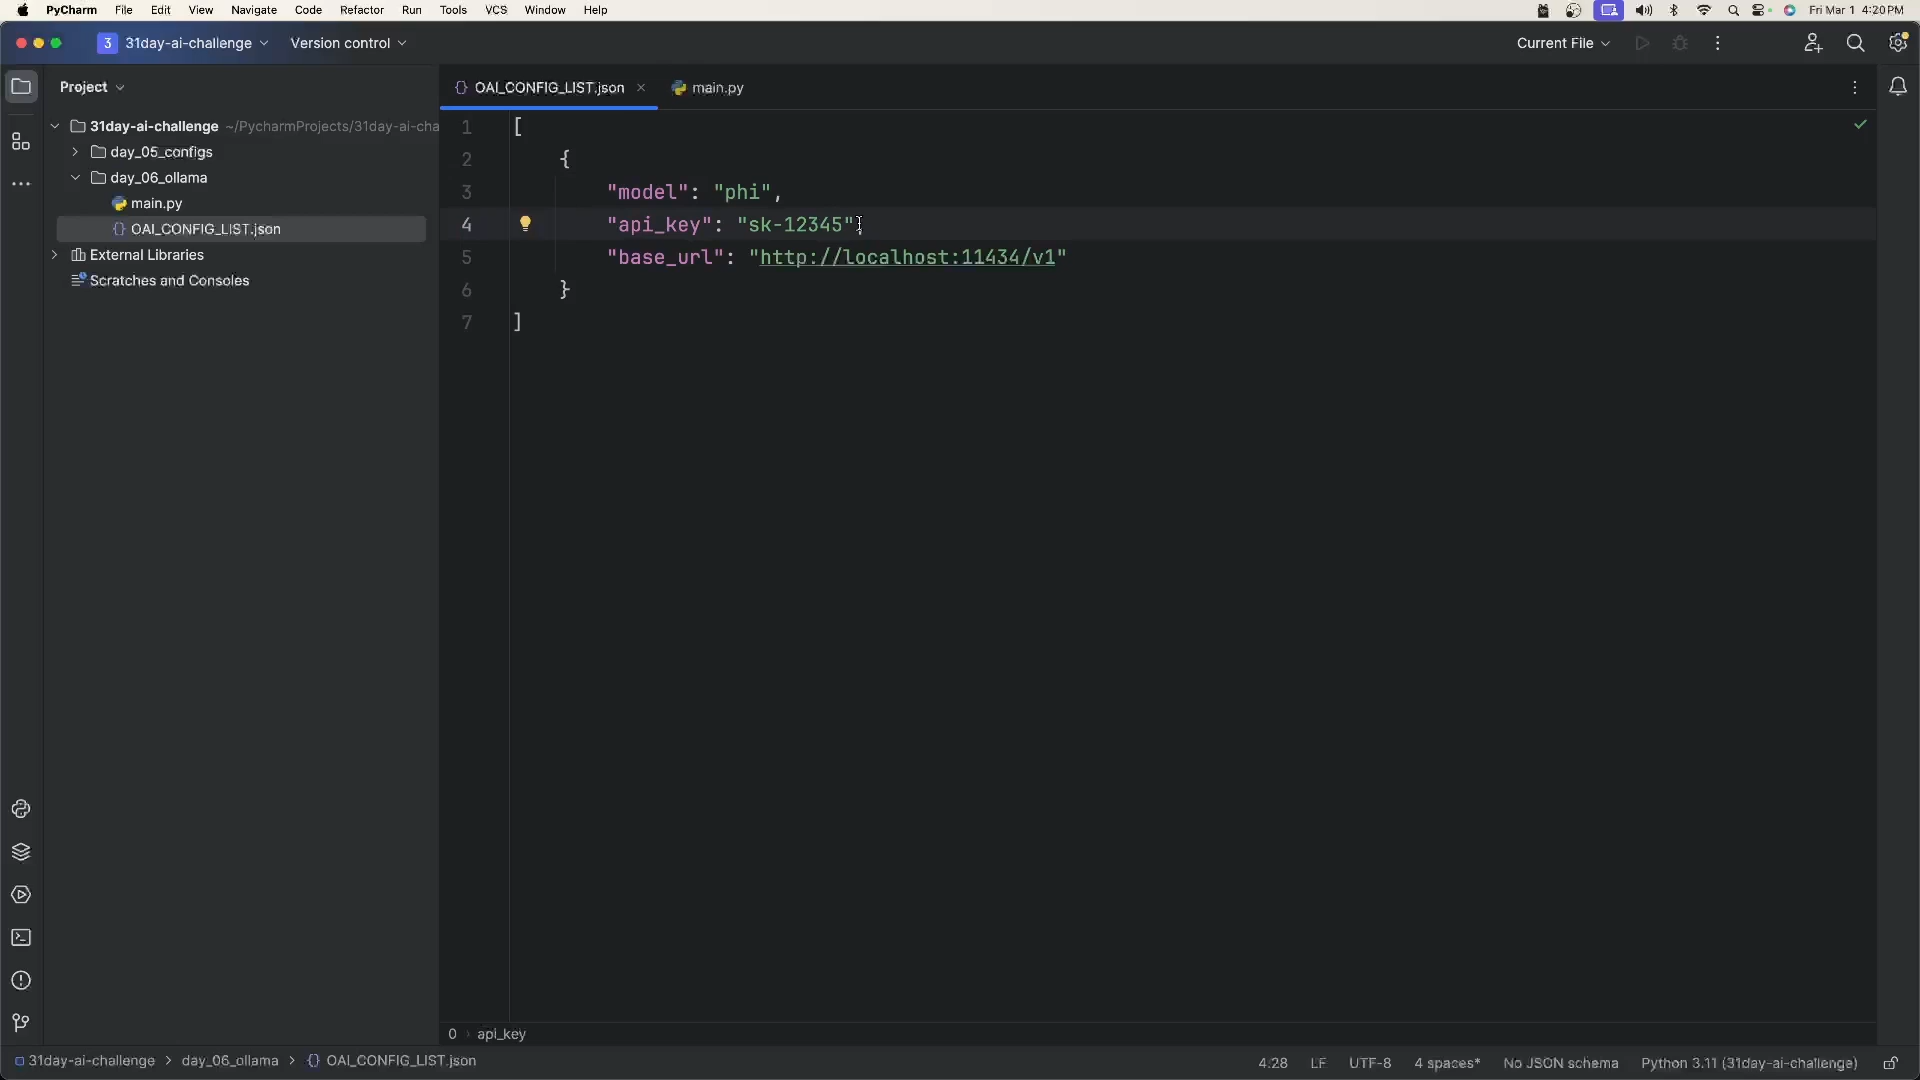 PyCharm File Edit View Navigate Code Refactor Run Tools VCS Window Help Fri Mar 1 4:20 PM
3 31day-ai-challenge Version control Current File
Project
OAI_CONFIG_LIST.json main.py
31day-ai-challenge ~/PycharmProjects/31day-ai-cha
day_05_configs
day_06_ollama
main.py
OAI_CONFIG_LIST.json
External Libraries
Scratches and Consoles
1 [
2 {
3 "model": "phi",
4 "api_key": "sk-12345"
5 "base_url": "http://localhost:11434/v1"
6 }
7 ]
0 › api_key
31day-ai-challenge > day_06_ollama > {} OAI_CONFIG_LIST.json 4:28 LF UTF-8 4 spaces* No JSON schema Python 3.11 (31day-ai-challenge)